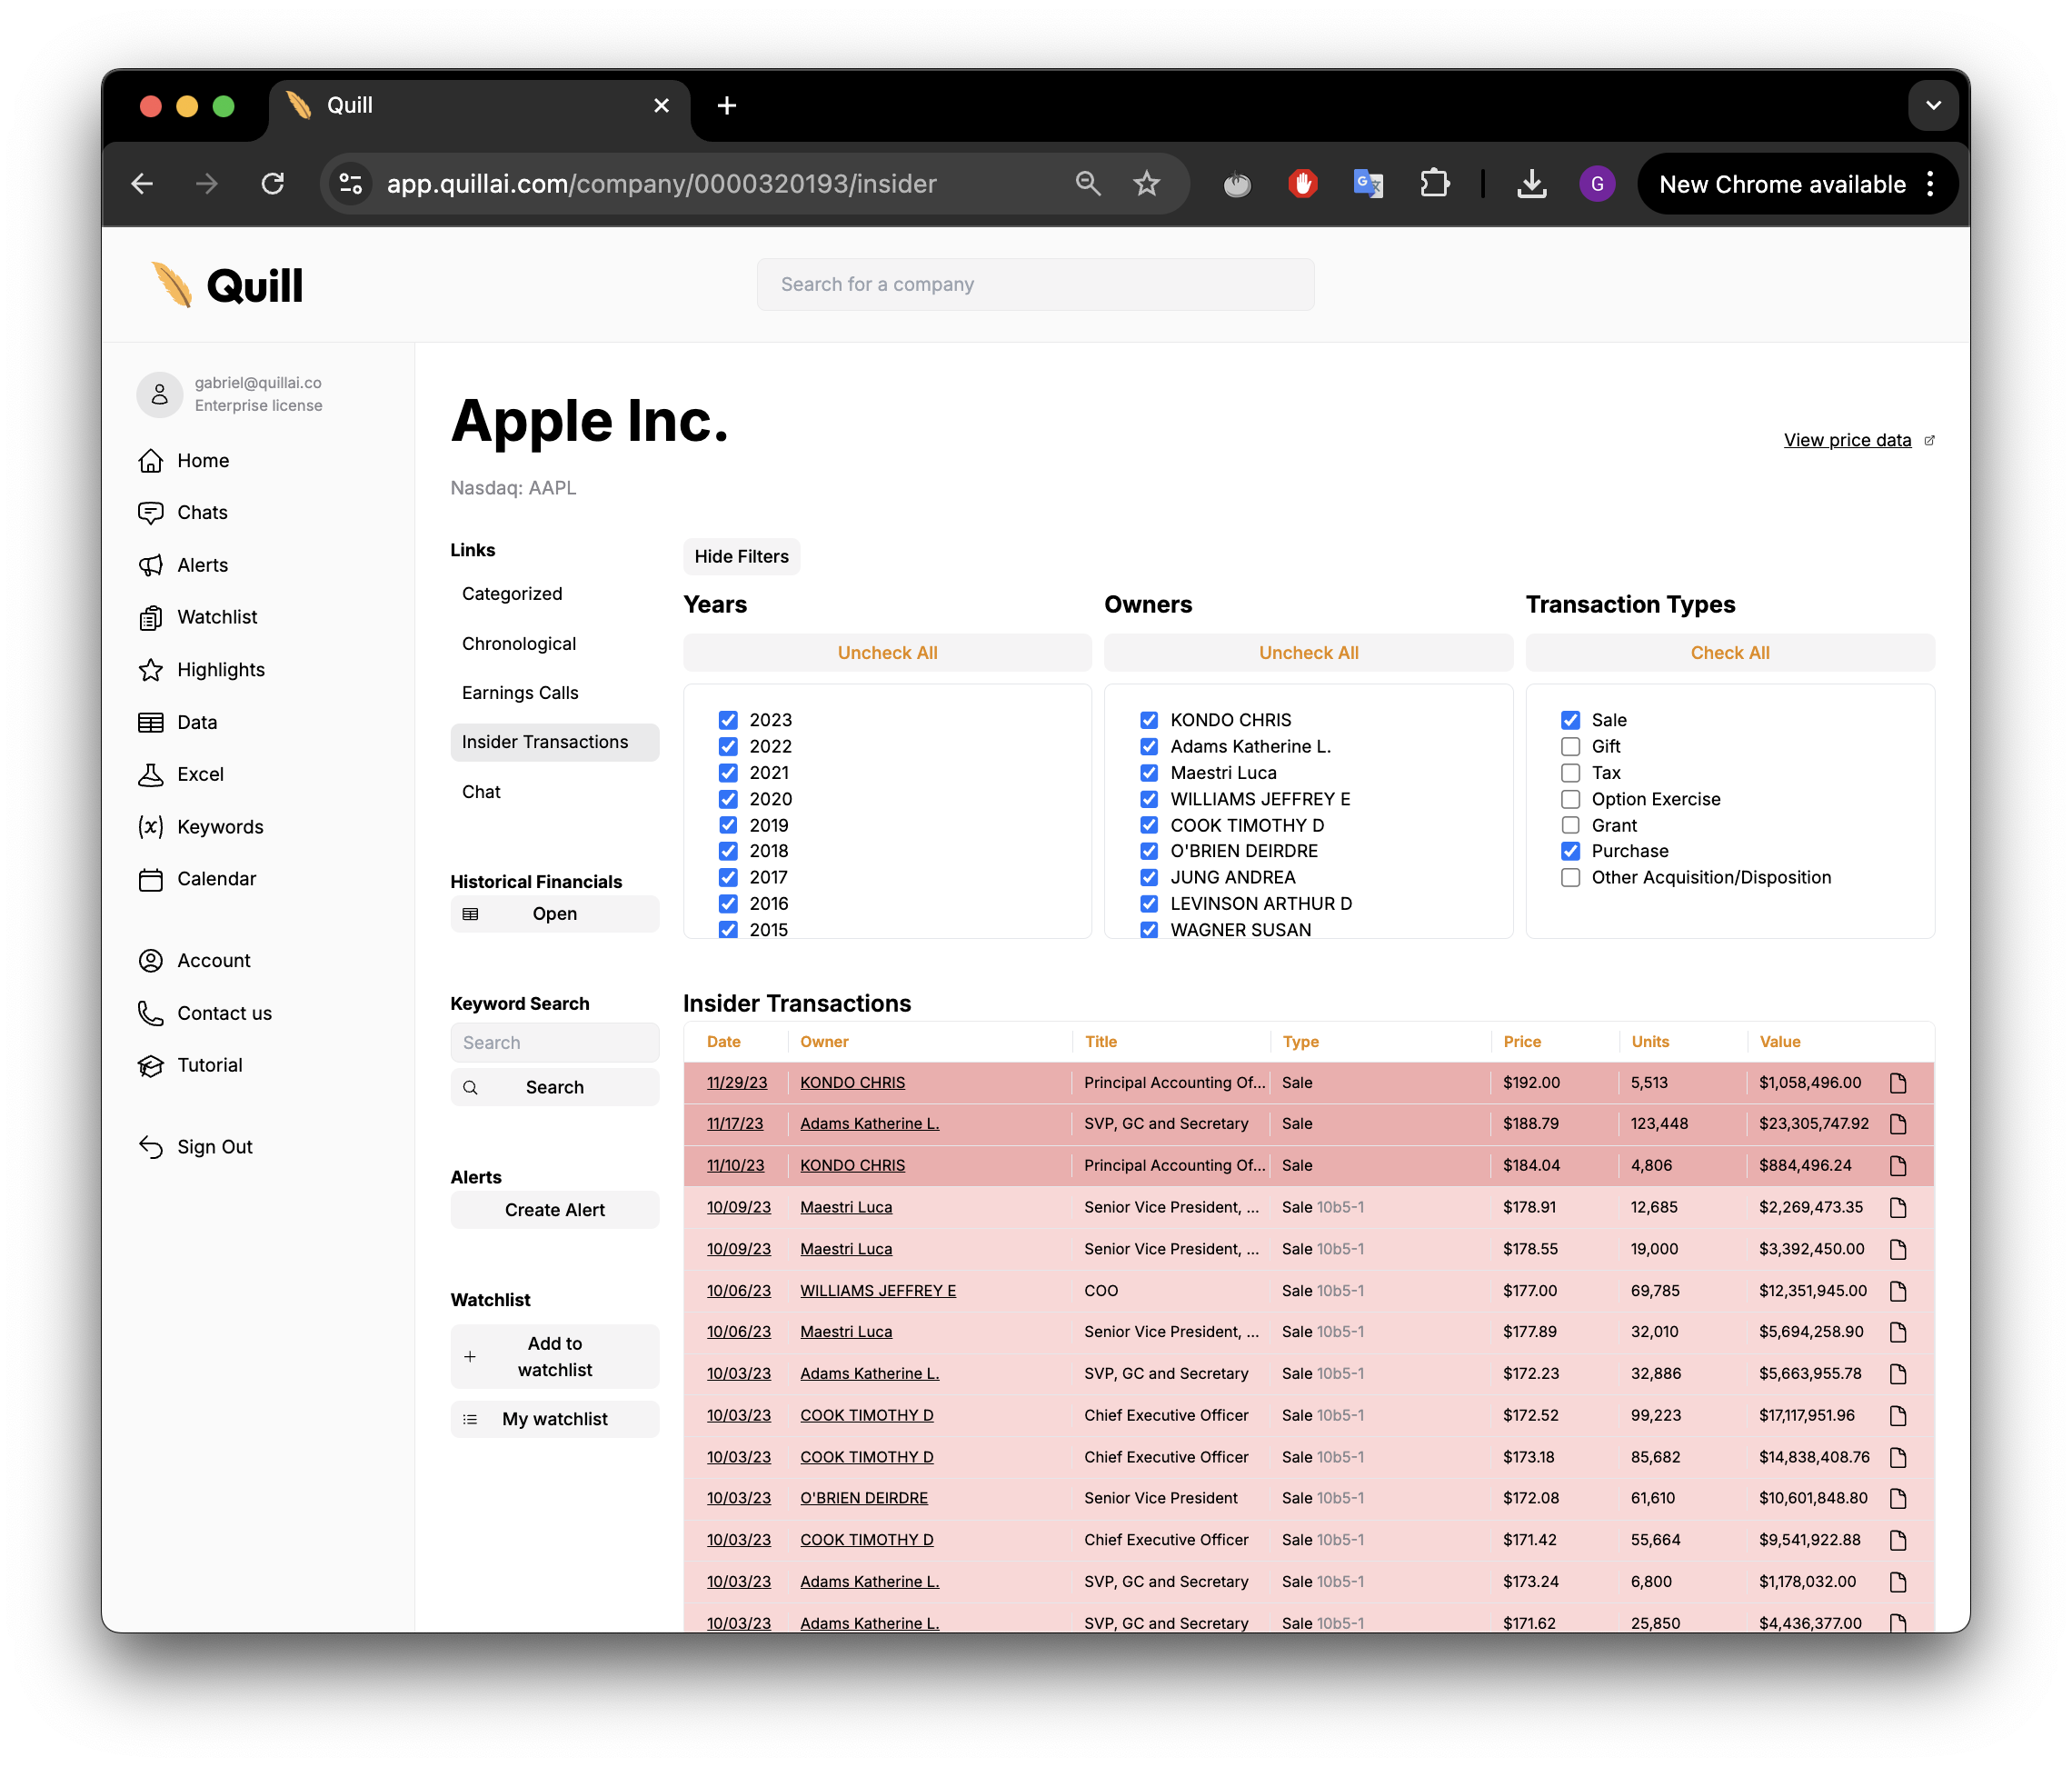 Quill
app.quillai.com/company/0000320193/insider
G
New Chrome available
Quill
Search for a company
gabriel@quillai.co
Enterprise license
Home
Chats
Alerts
Watchlist
Highlights
Data
Excel
Keywords
Calendar
Account
Contact us
Tutorial
Sign Out
Apple Inc.
View price data
Nasdaq: AAPL
Links
Categorized
Chronological
Earnings Calls
Insider Transactions
Chat
Historical Financials
Open
Keyword Search
Search
Search
Alerts
Create Alert
Watchlist
Add to
watchlist
My watchlist
Hide Filters
Years
Uncheck All
2023
2022
2021
2020
2019
2018
2017
2016
2015
Owners
Uncheck All
KONDO CHRIS
Adams Katherine L.
Maestri Luca
WILLIAMS JEFFREY E
COOK TIMOTHY D
O'BRIEN DEIRDRE
JUNG ANDREA
LEVINSON ARTHUR D
WAGNER SUSAN
Transaction Types
Check All
Sale
Gift
Tax
Option Exercise
Grant
Purchase
Other Acquisition/Disposition
Insider Transactions
Date Owner Title Type Price Units Value
11/29/23 KONDO CHRIS Principal Accounting Of... Sale $192.00 5,513 $1,058,496.00
11/17/23 Adams Katherine L. SVP, GC and Secretary Sale $188.79 123,448 $23,305,747.92
11/10/23 KONDO CHRIS Principal Accounting Of... Sale $184.04 4,806 $884,496.24
10/09/23 Maestri Luca Senior Vice President, ... Sale 10b5-1 $178.91 12,685 $2,269,473.35
10/09/23 Maestri Luca Senior Vice President, ... Sale 10b5-1 $178.55 19,000 $3,392,450.00
10/06/23 WILLIAMS JEFFREY E COO Sale 10b5-1 $177.00 69,785 $12,351,945.00
10/06/23 Maestri Luca Senior Vice President, ... Sale 10b5-1 $177.89 32,010 $5,694,258.90
10/03/23 Adams Katherine L. SVP, GC and Secretary Sale 10b5-1 $172.23 32,886 $5,663,955.78
10/03/23 COOK TIMOTHY D Chief Executive Officer Sale 10b5-1 $172.52 99,223 $17,117,951.96
10/03/23 COOK TIMOTHY D Chief Executive Officer Sale 10b5-1 $173.18 85,682 $14,838,408.76
10/03/23 O'BRIEN DEIRDRE Senior Vice President Sale 10b5-1 $172.08 61,610 $10,601,848.80
10/03/23 COOK TIMOTHY D Chief Executive Officer Sale 10b5-1 $171.42 55,664 $9,541,922.88
10/03/23 Adams Katherine L. SVP, GC and Secretary Sale 10b5-1 $173.24 6,800 $1,178,032.00
10/03/23 Adams Katherine L. SVP, GC and Secretary Sale 10b5-1 $171.62 25,850 $4,436,377.00